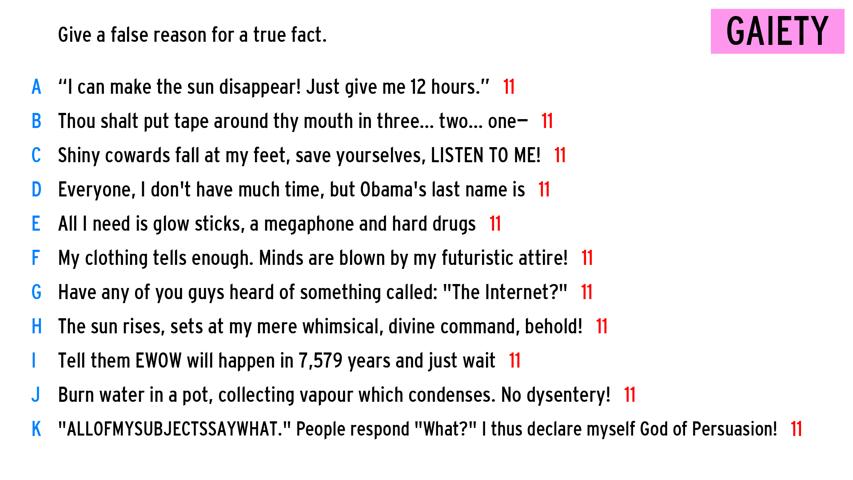 Give a false reason for a true fact.
GAIETY
A “I can make the sun disappear! Just give me 12 hours.” 11
B Thou shalt put tape around thy mouth in three... two... one– 11
C Shiny cowards fall at my feet, save yourselves, LISTEN TO ME! 11
D Everyone, I don't have much time, but Obama's last name is 11
E All I need is glow sticks, a megaphone and hard drugs 11
F My clothing tells enough. Minds are blown by my futuristic attire! 11
G Have any of you guys heard of something called: "The Internet?" 11
H The sun rises, sets at my mere whimsical, divine command, behold! 11
I Tell them EWOW will happen in 7,579 years and just wait 11
J Burn water in a pot, collecting vapour which condenses. No dysentery! 11
K "ALLOFMYSUBJECTSSAYWHAT." People respond "What?" I thus declare myself God of Persuasion! 11